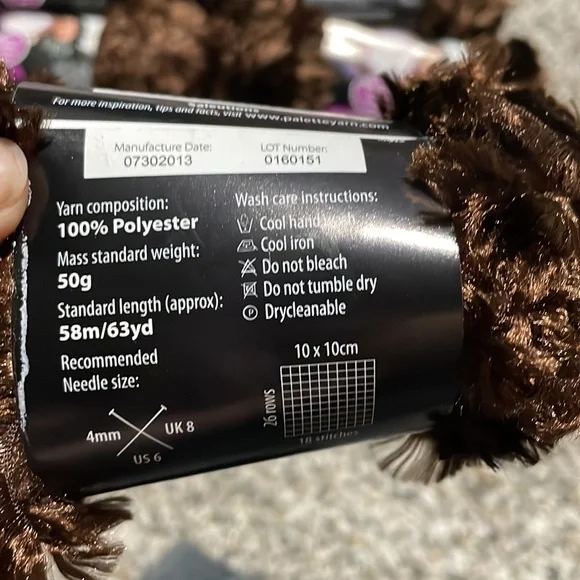 For more inspiration, tips and facts, visit www.paletteyarn.com
Manufacture Date:
07302013
LOT Number:
0160151
Yarn composition:
100% Polyester
Mass standard weight:
50g
Standard length (approx):
58m/63yd
Recommended
Needle size:
4mm
UK 8
US 6
Wash care instructions:
Cool hand
Cool iron
Do not bleach
Do not tumble dry
P Drycleanable
10 x 10cm
26 rows
18 stitches